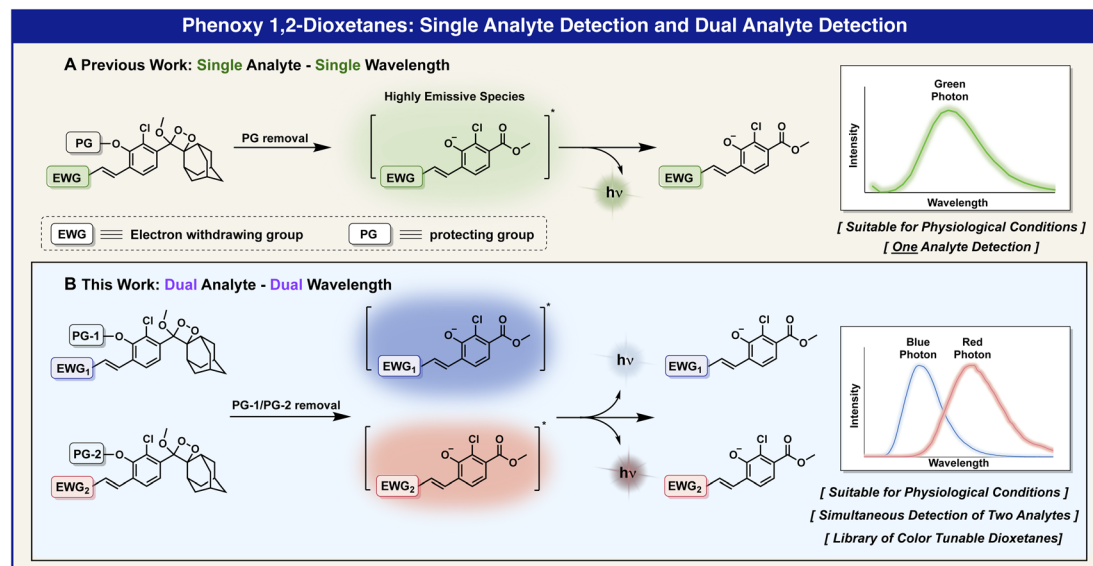 Phenoxy 1,2-Dioxetanes: Single Analyte Detection and Dual Analyte Detection
A Previous Work: Single Analyte - Single Wavelength
Highly Emissive Species
PG
O
Cl
O
O-O
EWG
PG removal
*
O⁻
Cl
O
O
EWG
hν
O⁻
Cl
O
O
EWG
Green
Photon
Intensity
Wavelength
[ Suitable for Physiological Conditions ]
[ One Analyte Detection ]
EWG Electron withdrawing group PG protecting group
B This Work: Dual Analyte - Dual Wavelength
PG-1
O
Cl
O
O-O
EWG₁
*
O⁻
Cl
O
O
EWG₁
hν
O⁻
Cl
O
O
EWG₁
PG-1/PG-2 removal
PG-2
O
Cl
O
O-O
EWG₂
*
O⁻
Cl
O
O
EWG₂
hν
O⁻
Cl
O
O
EWG₂
Blue
Photon
Red
Photon
Intensity
Wavelength
[ Suitable for Physiological Conditions ]
[ Simultaneous Detection of Two Analytes ]
[ Library of Color Tunable Dioxetanes]